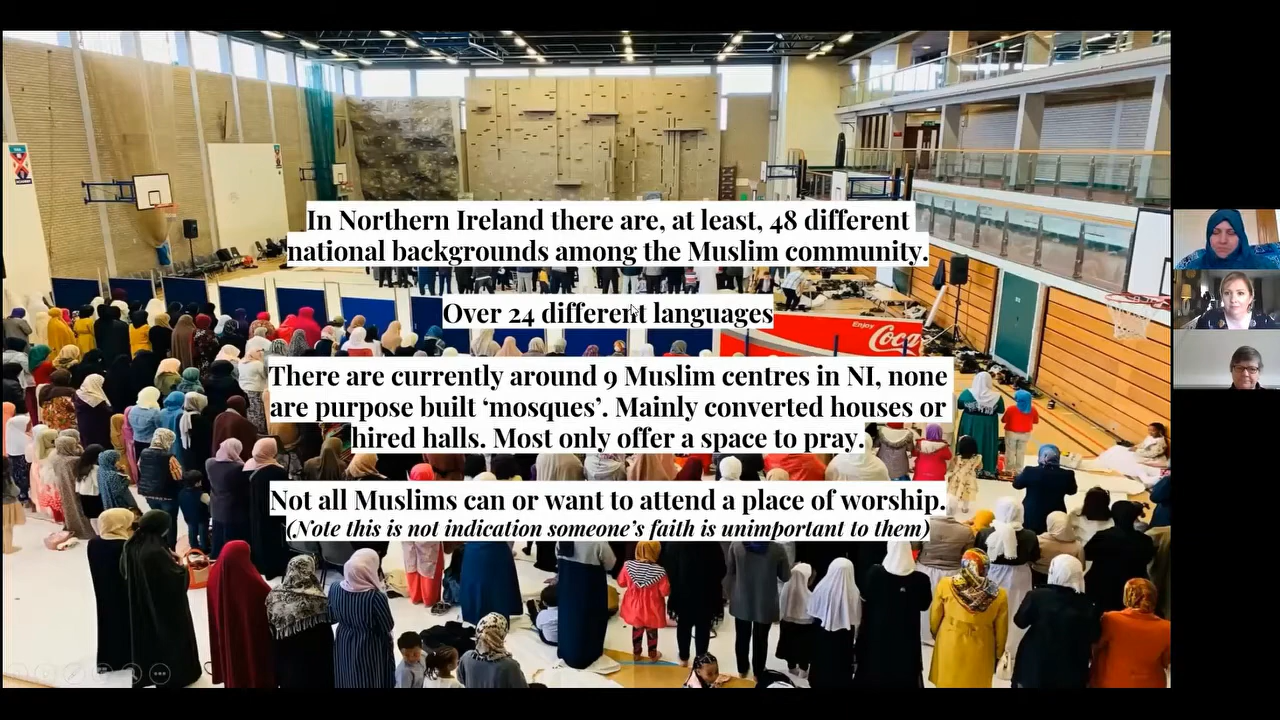 In Northern Ireland there are, at least, 48 different
national backgrounds among the Muslim community.
Over 24 different languages
Enjoy
Coca
There are currently around 9 Muslim centres in NI, none
are purpose built ‘mosques’. Mainly converted houses or
hired halls. Most only offer a space to pray.
Not all Muslims can or want to attend a place of worship.
(Note this is not indication someone’s faith is unimportant to them)